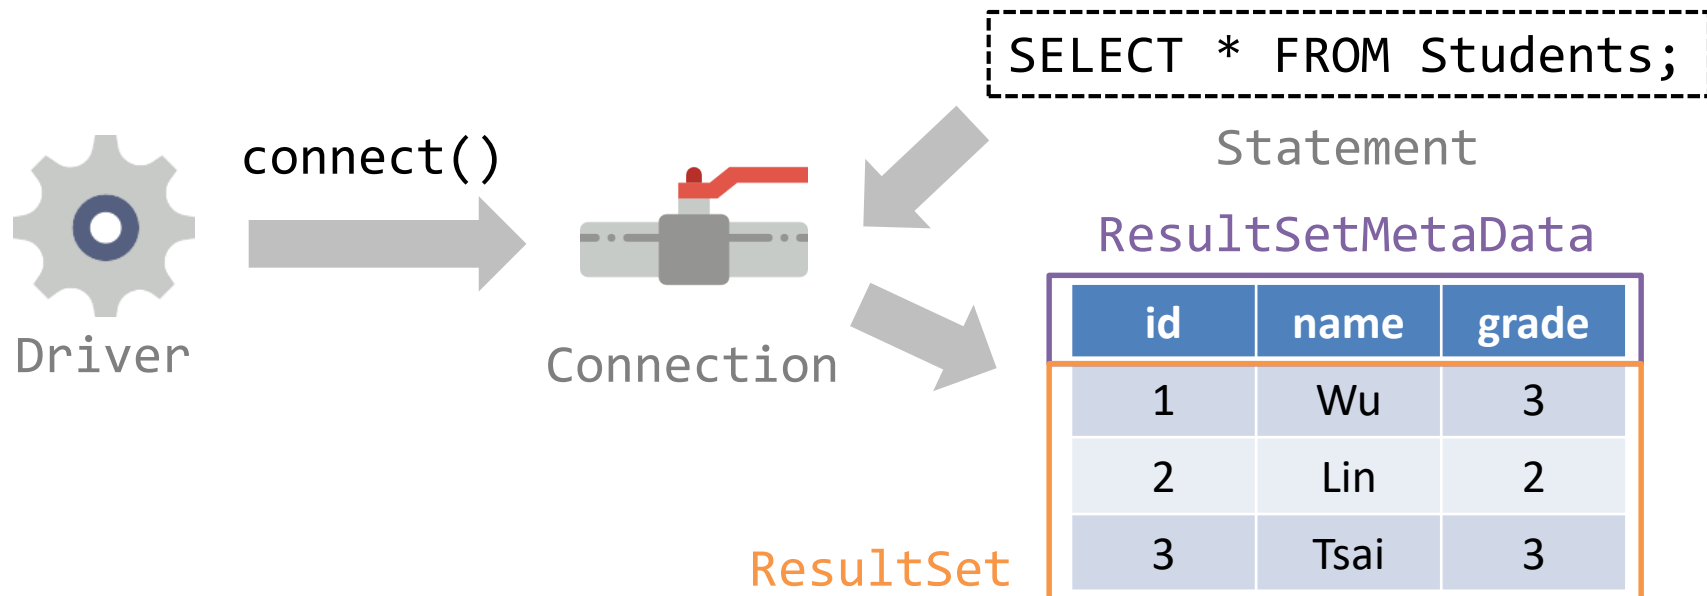 SELECT * FROM Students;
Statement
connect()
Driver
Connection
ResultSetMetaData
id name grade
1 Wu 3
2 Lin 2
3 Tsai 3
ResultSet